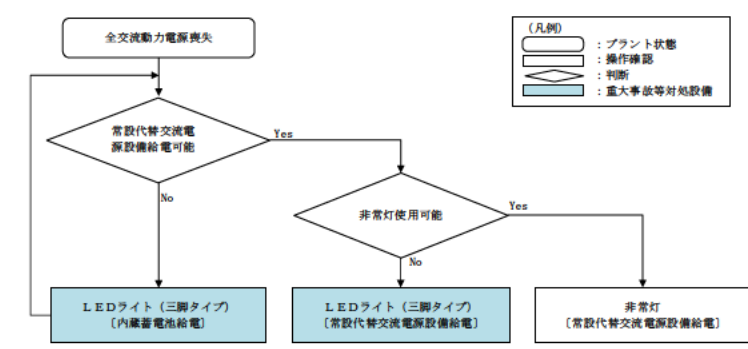 全交流動力電源喪失
(凡例)
：プラント状態
：操作確認
：判断
：重大事故等対処設備
常設代替交流電
源設備給電可能
Yes
No
非常灯使用可能
Yes
No
ＬＥＤライト（三脚タイプ）
〔内蔵蓄電池給電〕
ＬＥＤライト（三脚タイプ）
〔常設代替交流電源設備給電〕
非常灯
〔常設代替交流電源設備給電〕